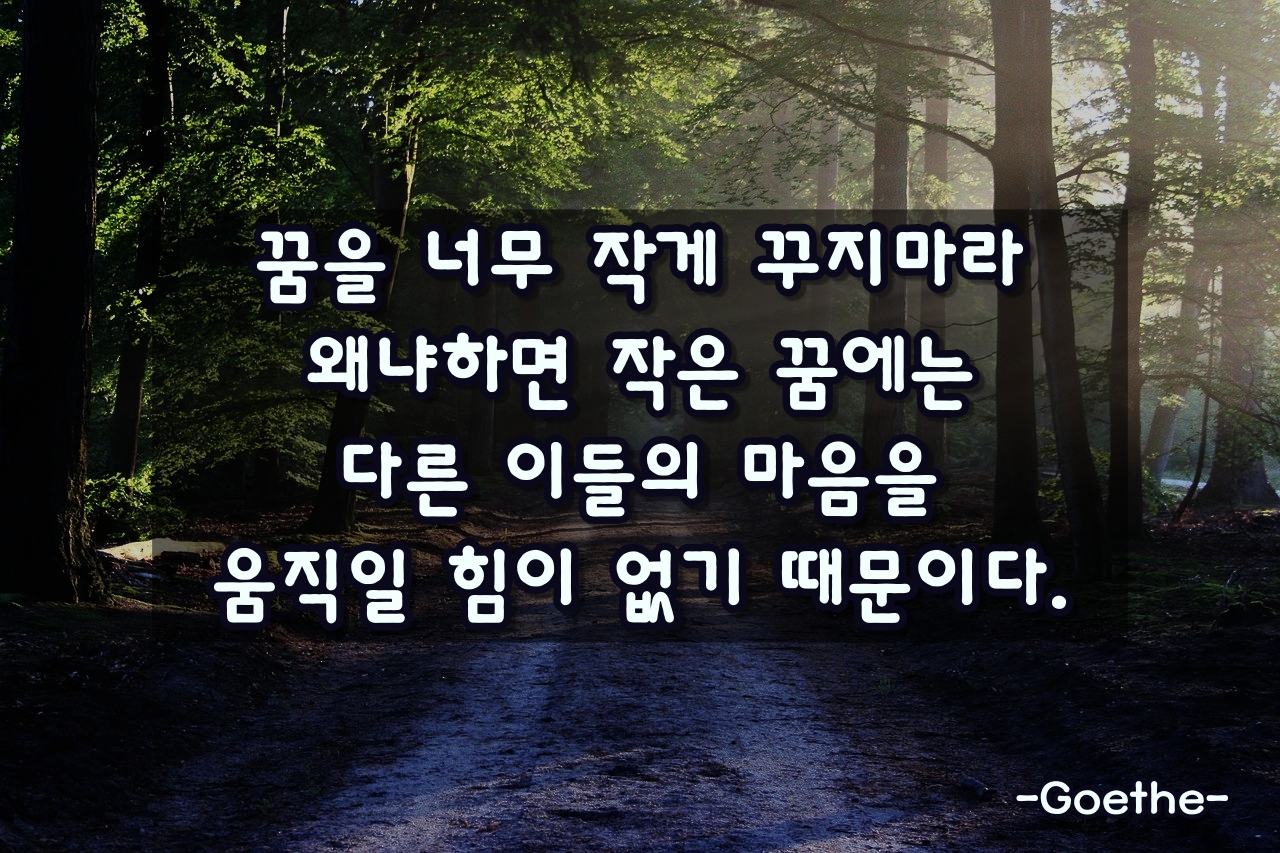 꿈을 너무 작게 꾸지마라
왜냐하면 작은 꿈에는
다른 이들의 마음을
움직일 힘이 없기 때문이다.
-Goethe-